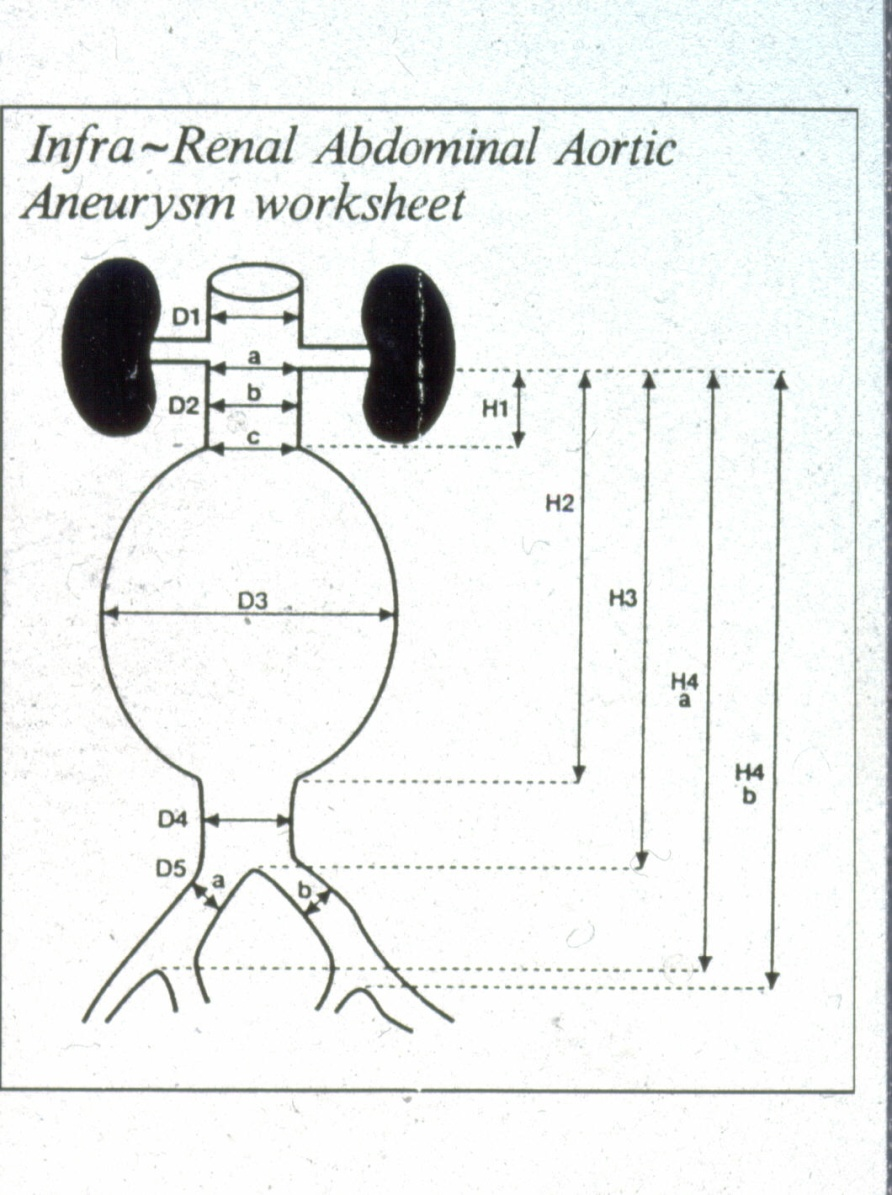 Infra~Renal Abdominal Aortic
Aneurysm worksheet
D1
a
b
D2
c
H1
H2
D3
H3
H4
a
H4
b
D4
D5
a
b